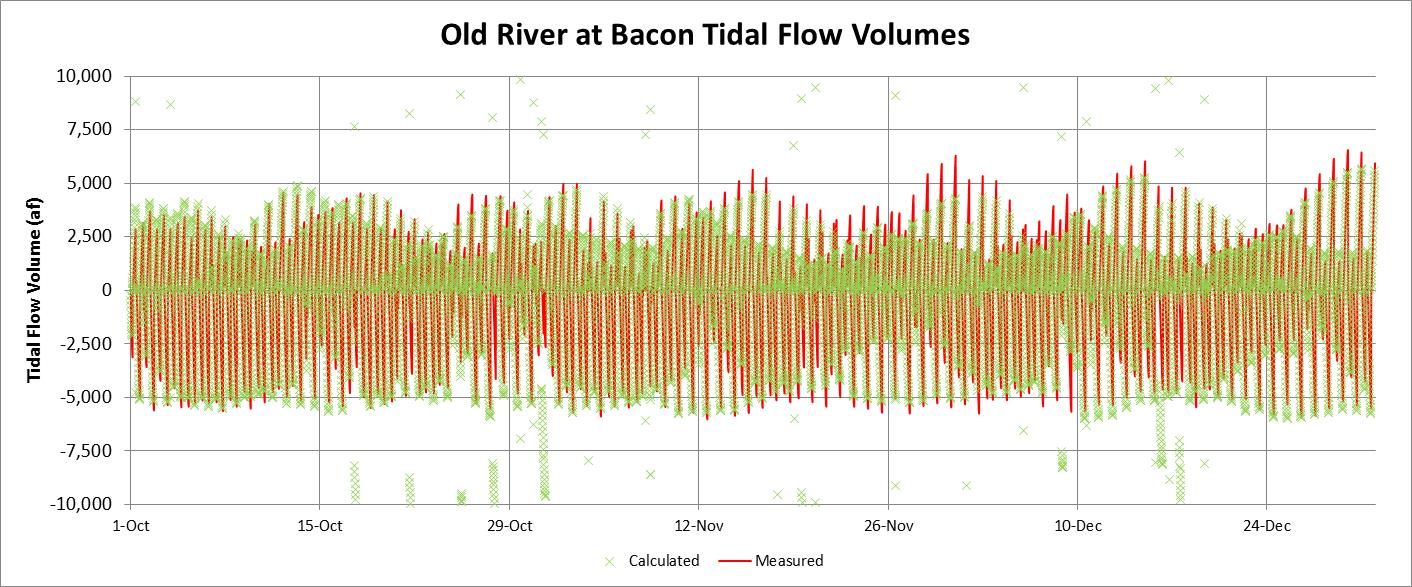 Old River at Bacon Tidal Flow Volumes
Tidal Flow Volume (af)
10,000
7,500
5,000
2,500
0
-2,500
-5,000
-7,500
-10,000
1-Oct 15-Oct 29-Oct 12-Nov 26-Nov 10-Dec 24-Dec
Calculated Measured